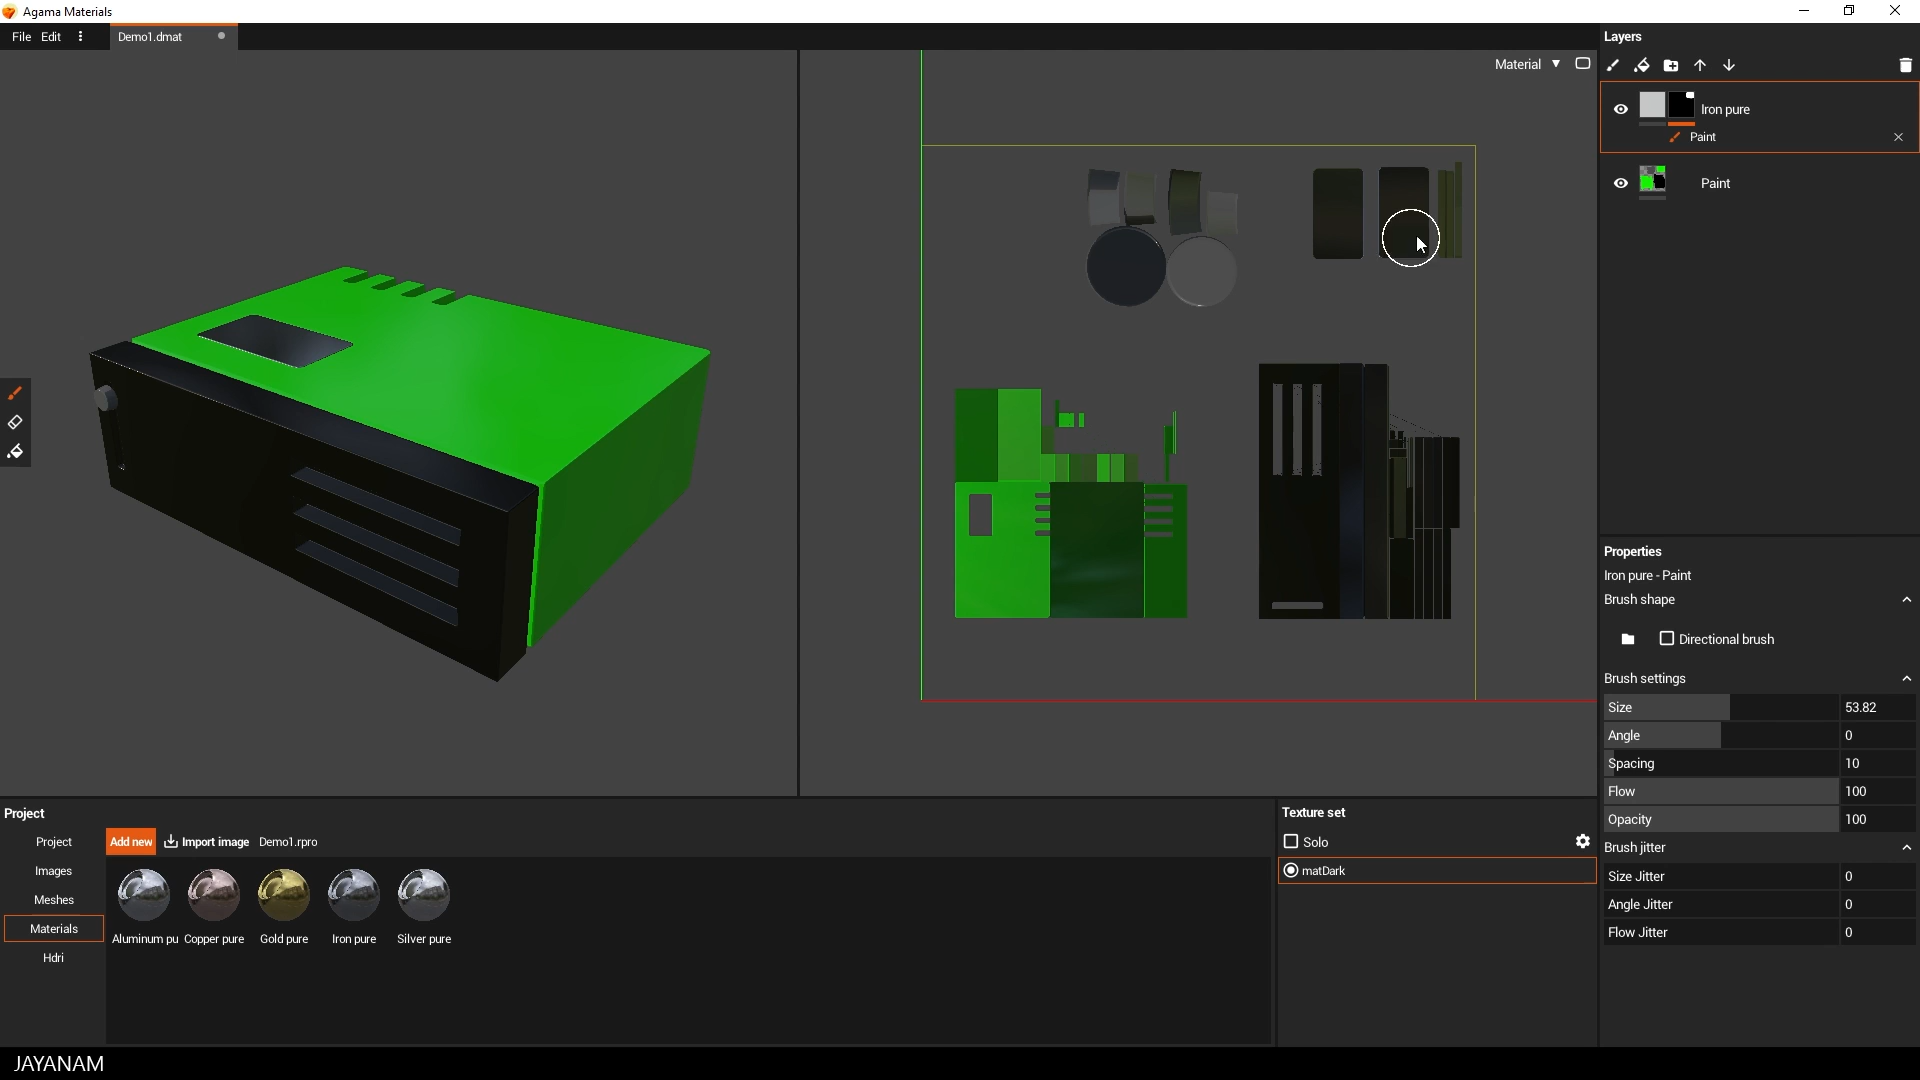 Agama Materials
File Edit
Demo1.dmat
Material
Layers
Iron pure
Paint
Paint
Properties
Iron pure - Paint
Brush shape
Directional brush
Brush settings
Size 53.82
Angle 0
Spacing 10
Flow 100
Opacity 100
Brush jitter
Size Jitter 0
Angle Jitter 0
Flow Jitter 0
Project
Project
Images
Meshes
Materials
Hdri
Add new Import image Demo1.rpro
Aluminum pu Copper pure Gold pure Iron pure Silver pure
Texture set
Solo
matDark
JAYANAM